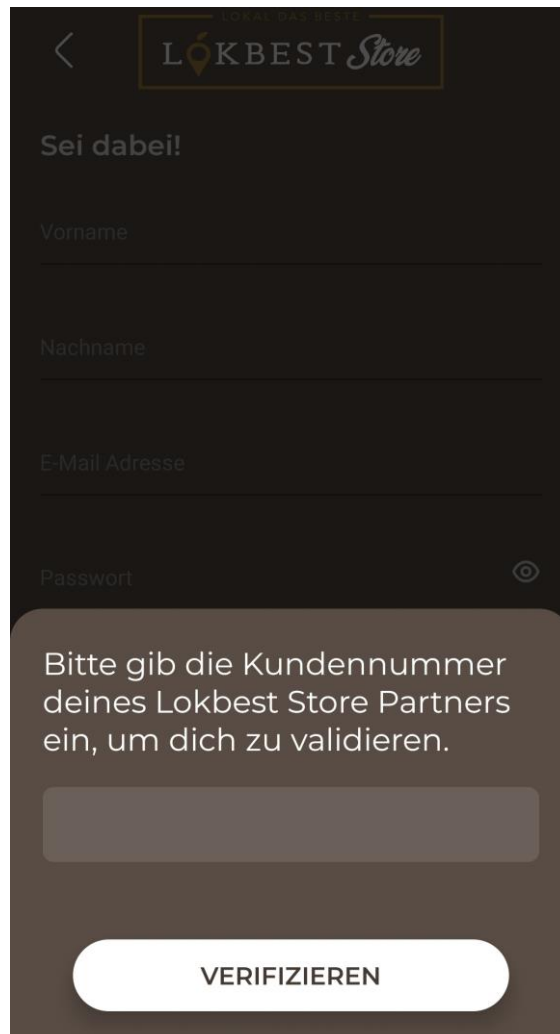 LOKAL DAS BESTE
LOKBEST Store
Sei dabei!
Vorname
Nachname
E-Mail Adresse
Passwort
Bitte gib die Kundennummer
deines Lokbest Store Partners
ein, um dich zu validieren.
VERIFIZIEREN